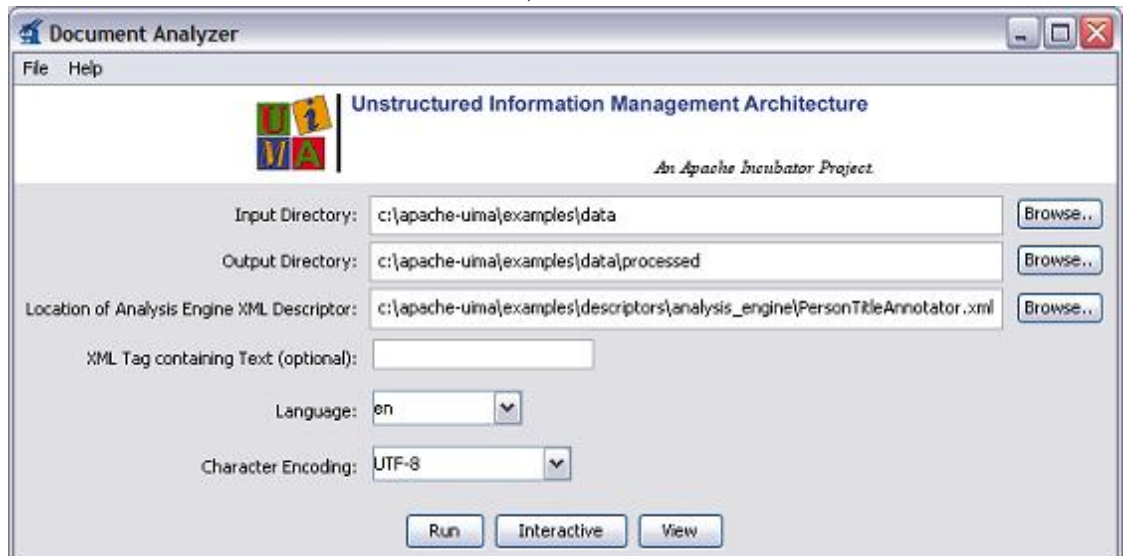 Document Analyzer
File Help
UiMA
Unstructured Information Management Architecture
An Apache Incubator Project
Input Directory: c:\apache-uima\examples\data Browse..
Output Directory: c:\apache-uima\examples\data\processed Browse..
Location of Analysis Engine XML Descriptor: c:\apache-uima\examples\descriptors\analysis_engine\PersonTitleAnnotator.xml Browse..
XML Tag containing Text (optional):
Language: en
Character Encoding: UTF-8
Run Interactive View